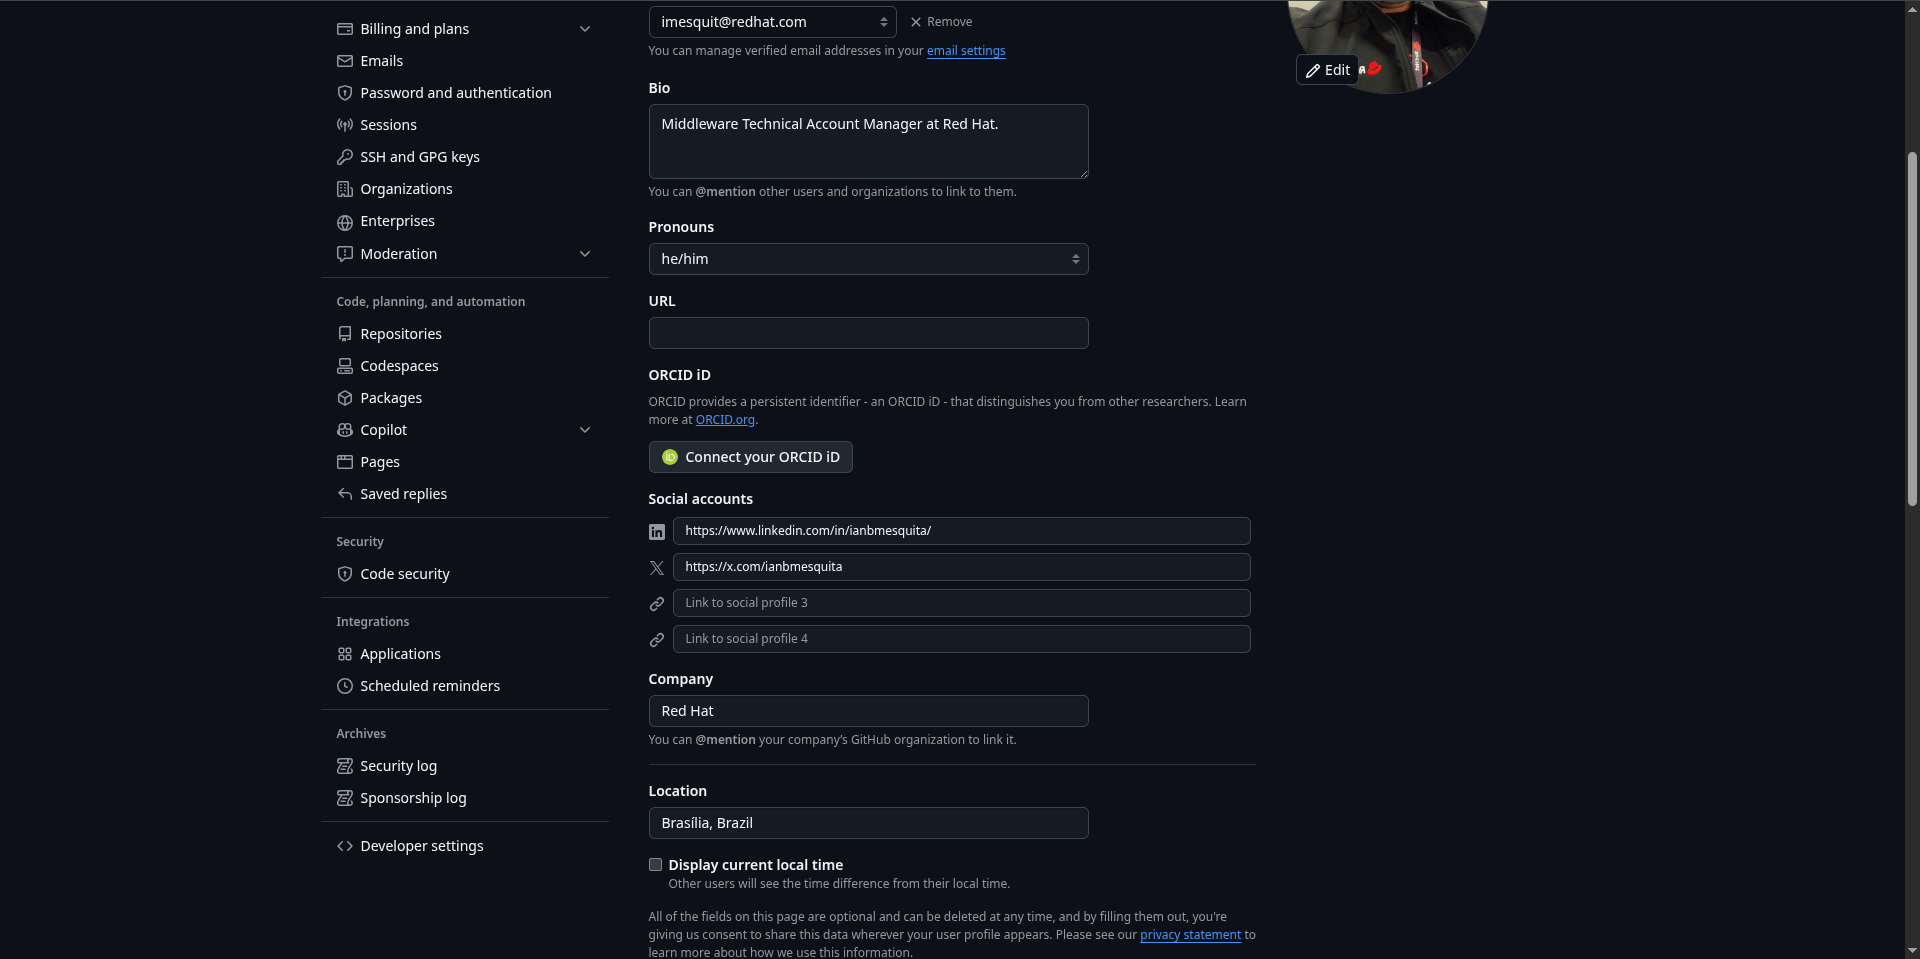 Billing and plans
Emails
Password and authentication
Sessions
SSH and GPG keys
Organizations
Enterprises
Moderation
Code, planning, and automation
Repositories
Codespaces
Packages
Copilot
Pages
Saved replies
Security
Code security
Integrations
Applications
Scheduled reminders
Archives
Security log
Sponsorship log
Developer settings
imesquit@redhat.com
Remove
You can manage verified email addresses in your email settings
Bio
Middleware Technical Account Manager at Red Hat.
You can @mention other users and organizations to link to them.
Pronouns
he/him
URL
ORCID iD
ORCID provides a persistent identifier - an ORCID iD - that distinguishes you from other researchers. Learn
more at ORCID.org.
iD Connect your ORCID iD
Social accounts
in https://www.linkedin.com/in/ianbmesquita/
X https://x.com/ianbmesquita
Link to social profile 3
Link to social profile 4
Company
Red Hat
You can @mention your company's GitHub organization to link it.
Location
Brasília, Brazil
Display current local time
Other users will see the time difference from their local time.
All of the fields on this page are optional and can be deleted at any time, and by filling them out, you're
giving us consent to share this data wherever your user profile appears. Please see our privacy statement to
learn more about how we use this information.
Edit